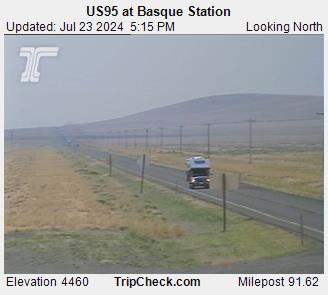 US95 at Basque Station
Updated: Jul 23 2024 5:15 PM Looking North
Elevation 4460 TripCheck.com Milepost 91.62